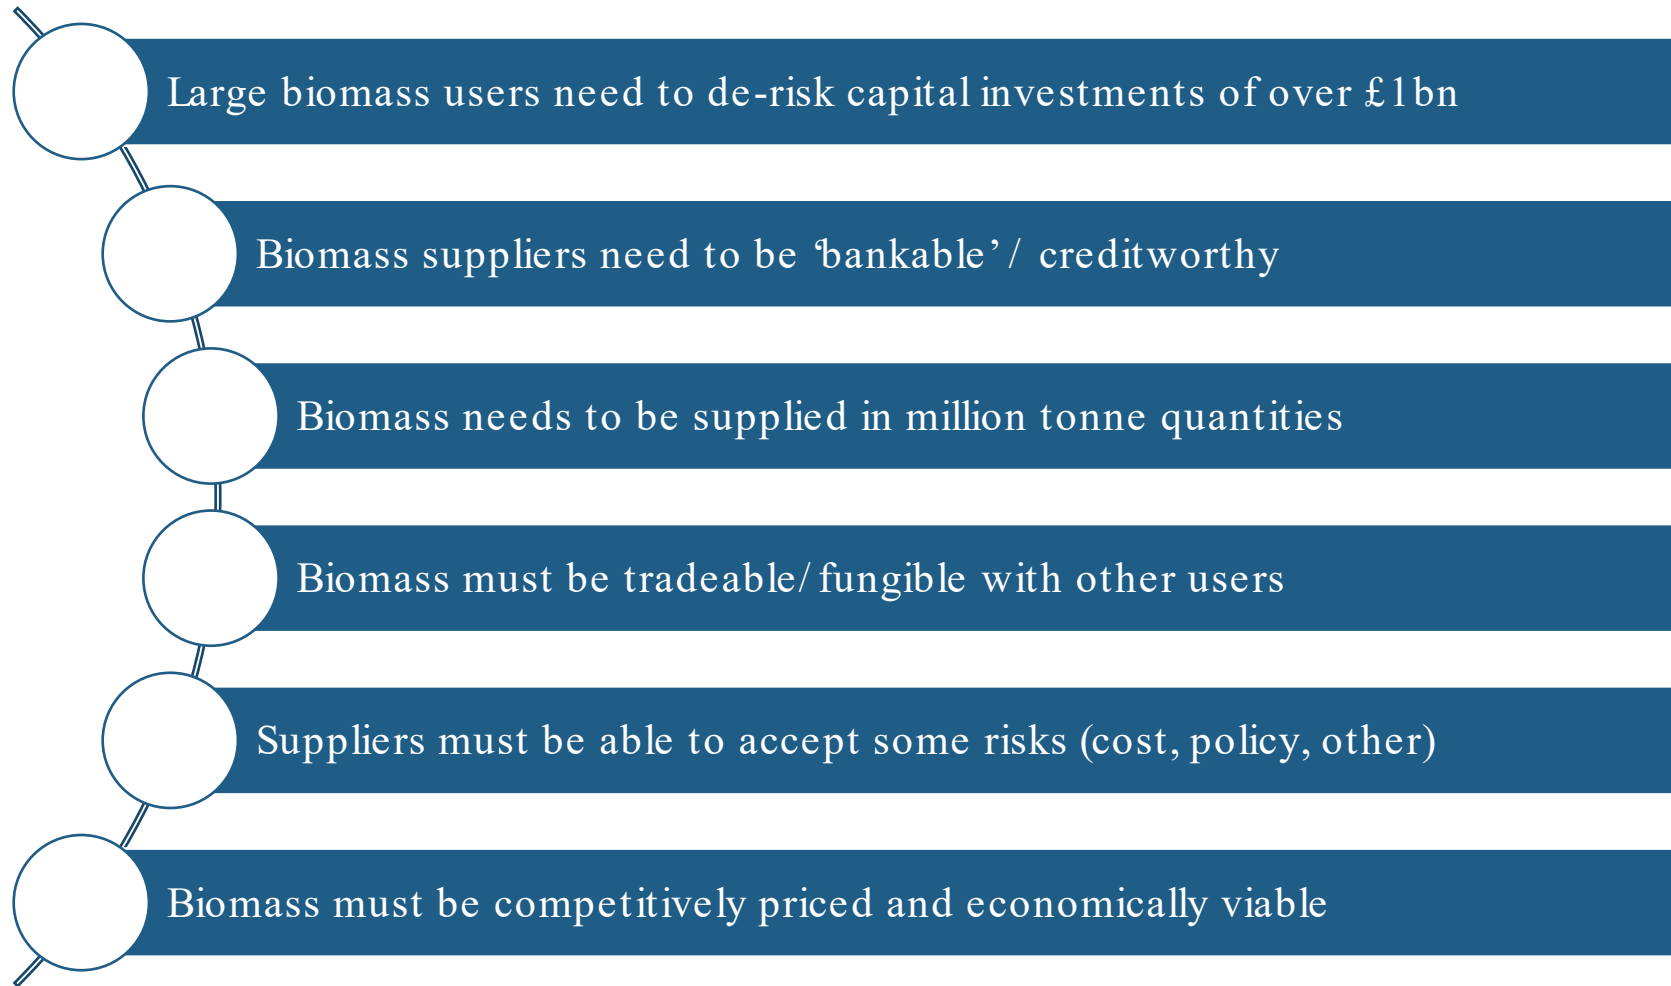 Large biomass users need to de-risk capital investments of over £1bn
Biomass suppliers need to be ‘bankable’ / creditworthy
Biomass needs to be supplied in million tonne quantities
Biomass must be tradeable/fungible with other users
Suppliers must be able to accept some risks (cost, policy, other)
Biomass must be competitively priced and economically viable